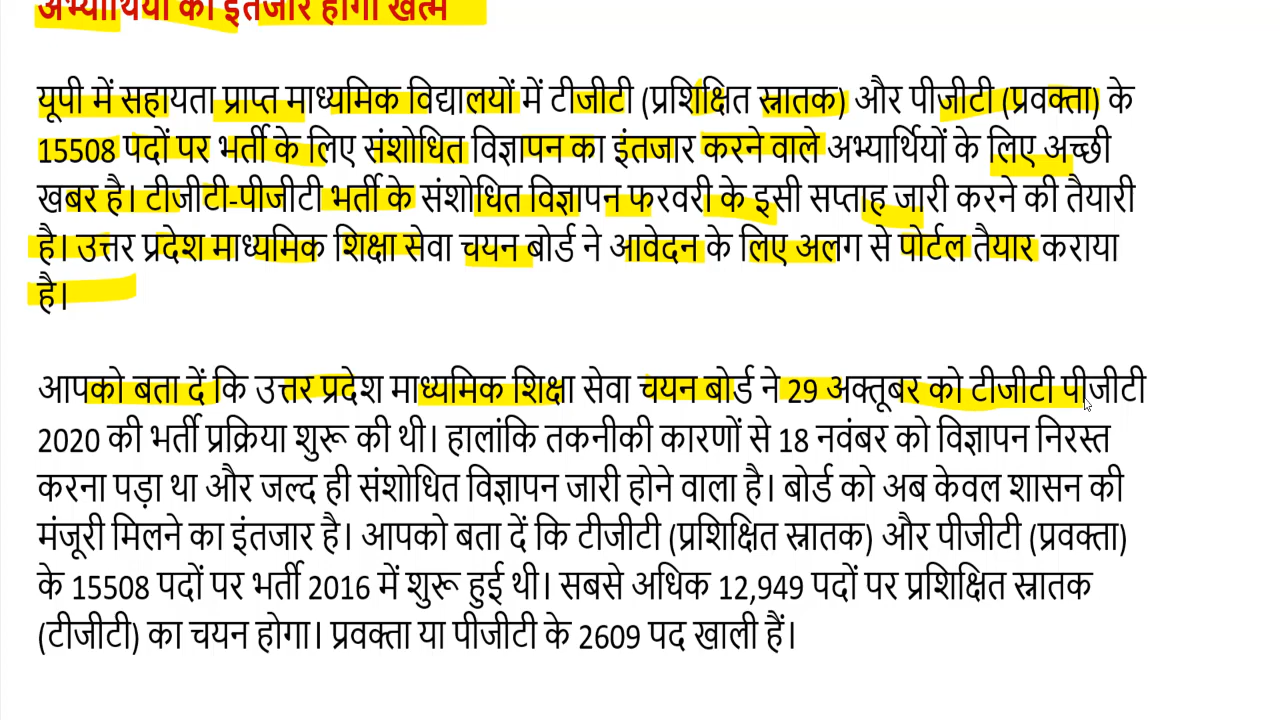 अभ्यर्थियों का इंतजार होगा खत्म
यूपी में सहायता प्राप्त माध्यमिक विद्यालयों में टीजीटी (प्रशिक्षित स्नातक) और पीजीटी (प्रवक्ता) के
15508 पदों पर भर्ती के लिए संशोधित विज्ञापन का इंतजार करने वाले अभ्यार्थियों के लिए अच्छी
खबर है। टीजीटी-पीजीटी भर्ती के संशोधित विज्ञापन फरवरी के इसी सप्ताह जारी करने की तैयारी
है। उत्तर प्रदेश माध्यमिक शिक्षा सेवा चयन बोर्ड ने आवेदन के लिए अलग से पोर्टल तैयार कराया
है।
आपको बता दें कि उत्तर प्रदेश माध्यमिक शिक्षा सेवा चयन बोर्ड ने 29 अक्तूबर को टीजीटी पीजीटी
2020 की भर्ती प्रक्रिया शुरू की थी। हालांकि तकनीकी कारणों से 18 नवंबर को विज्ञापन निरस्त
करना पड़ा था और जल्द ही संशोधित विज्ञापन जारी होने वाला है। बोर्ड को अब केवल शासन की
मंजूरी मिलने का इंतजार है। आपको बता दें कि टीजीटी (प्रशिक्षित स्नातक) और पीजीटी (प्रवक्ता)
के 15508 पदों पर भर्ती 2016 में शुरू हुई थी। सबसे अधिक 12,949 पदों पर प्रशिक्षित स्नातक
(टीजीटी) का चयन होगा। प्रवक्ता या पीजीटी के 2609 पद खाली हैं।